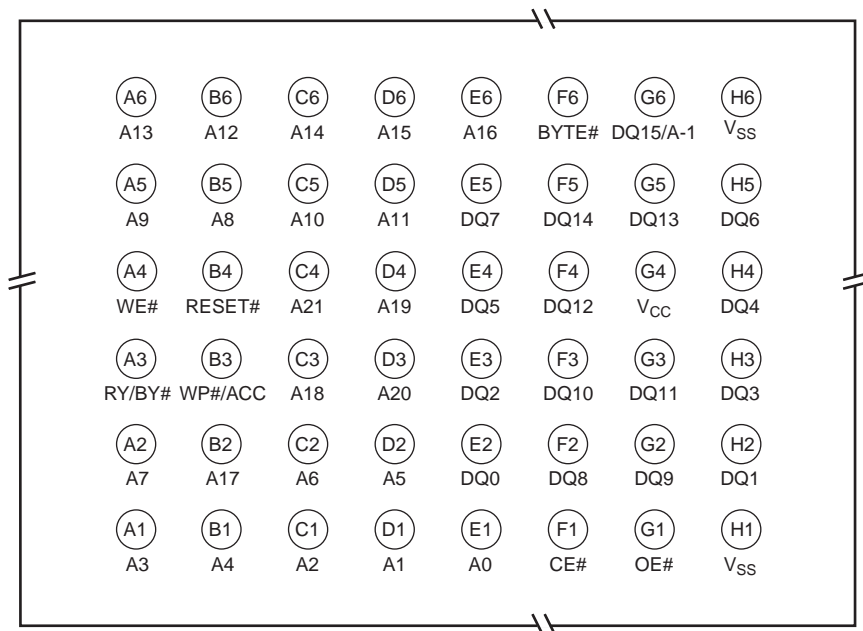 A6 B6 C6 D6 E6 F6 G6 H6
A13 A12 A14 A15 A16 BYTE# DQ15/A-1 VSS
A5 B5 C5 D5 E5 F5 G5 H5
A9 A8 A10 A11 DQ7 DQ14 DQ13 DQ6
A4 B4 C4 D4 E4 F4 G4 H4
WE# RESET# A21 A19 DQ5 DQ12 VCC DQ4
A3 B3 C3 D3 E3 F3 G3 H3
RY/BY# WP#/ACC A18 A20 DQ2 DQ10 DQ11 DQ3
A2 B2 C2 D2 E2 F2 G2 H2
A7 A17 A6 A5 DQ0 DQ8 DQ9 DQ1
A1 B1 C1 D1 E1 F1 G1 H1
A3 A4 A2 A1 A0 CE# OE# VSS